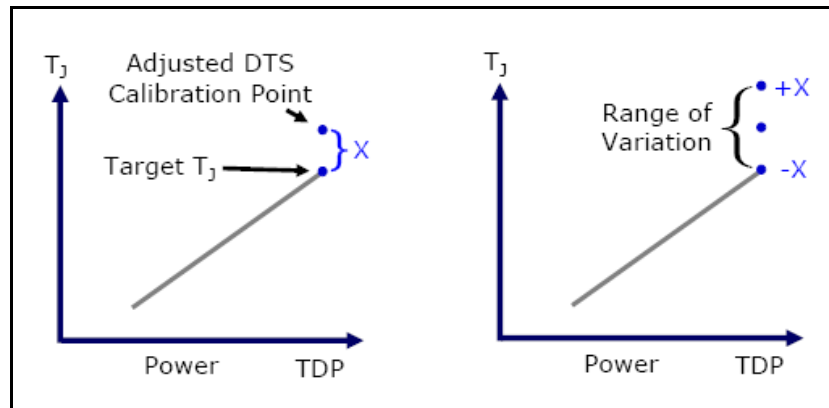 TJ
Adjusted DTS
Calibration Point
X
Target TJ
Power
TDP
TJ
+X
Range of
Variation
-X
Power
TDP